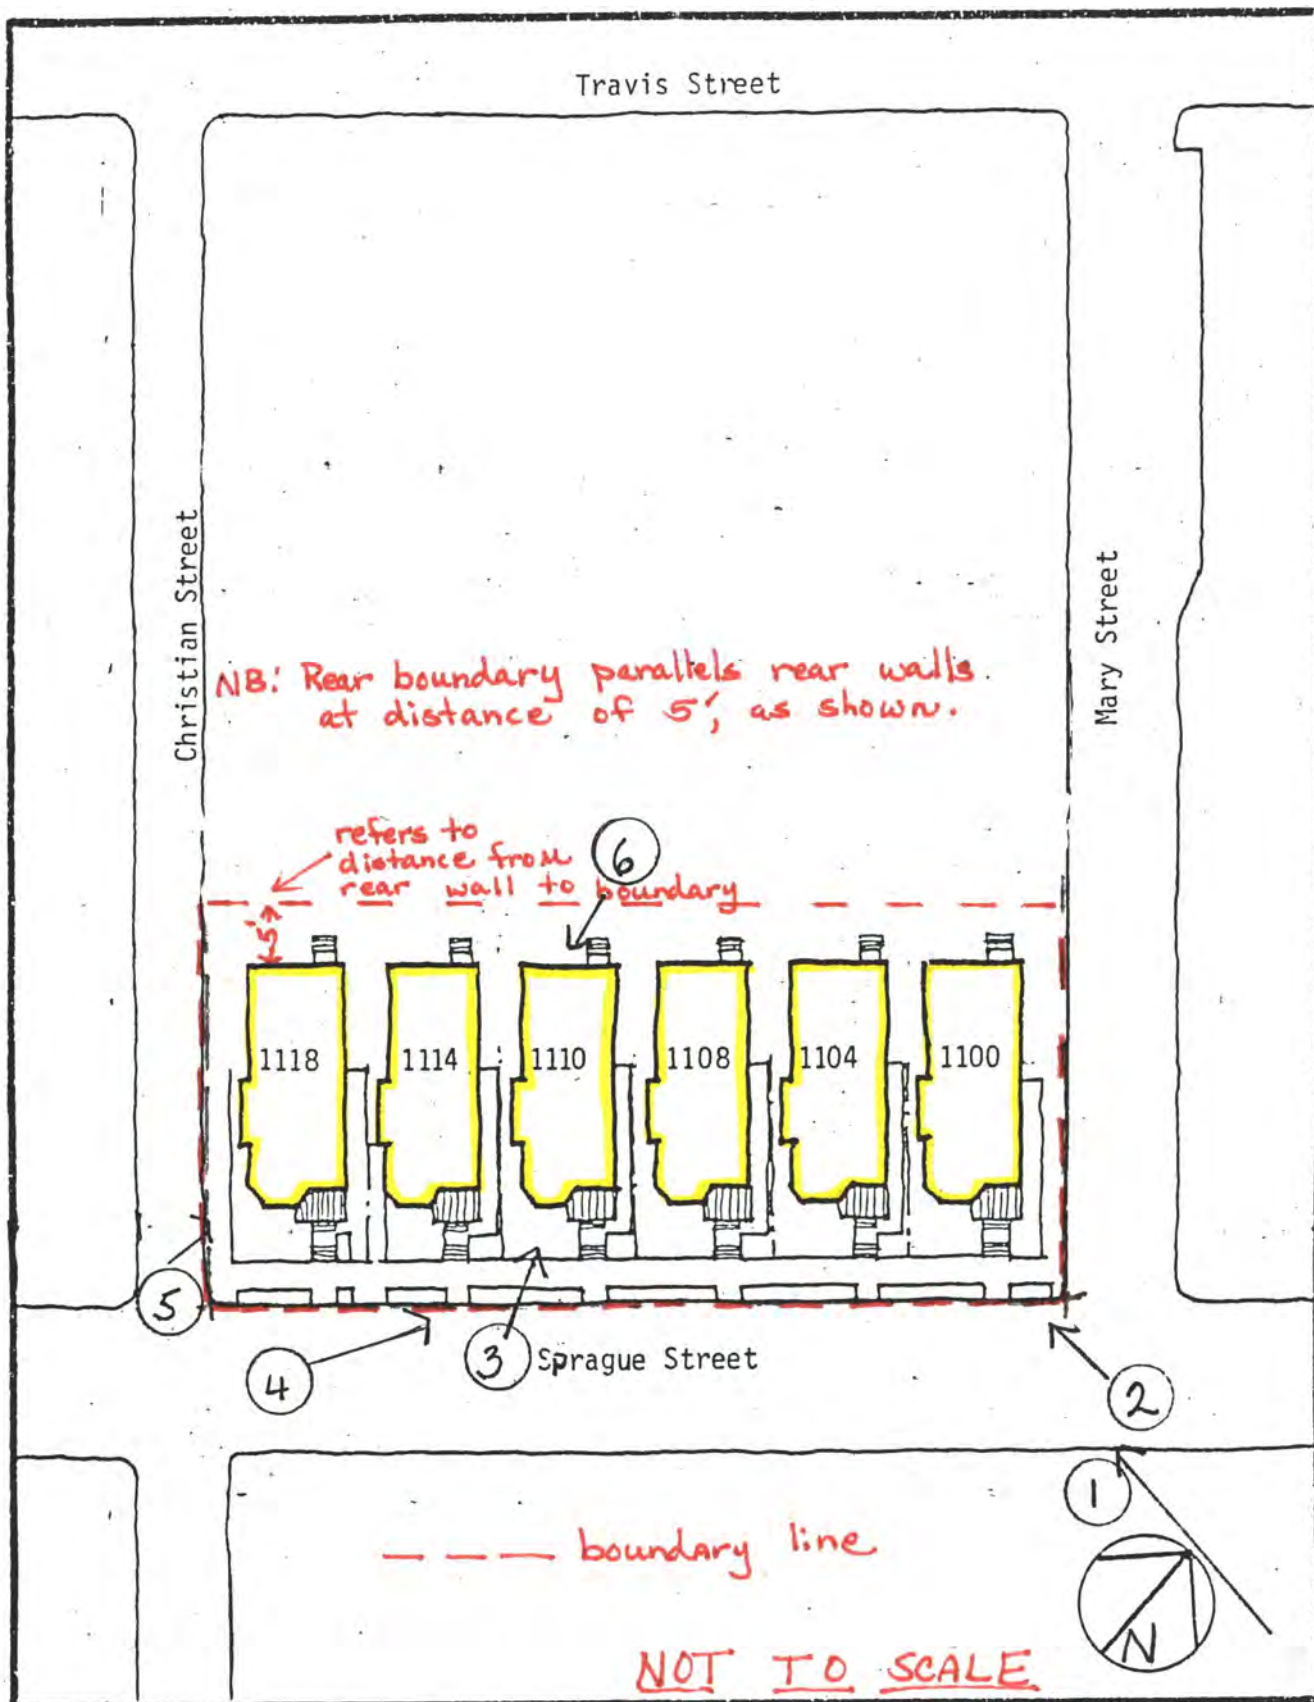 Travis Street
Christian Street
Mary Street
NB: Rear boundary parallels rear walls
at distance of 5', as shown.
refers to
distance from
rear wall to boundary
6
5'
1118
1114
1110
1108
1104
1100
5
4
3
Sprague Street
2
1
--- boundary line
N
NOT TO SCALE